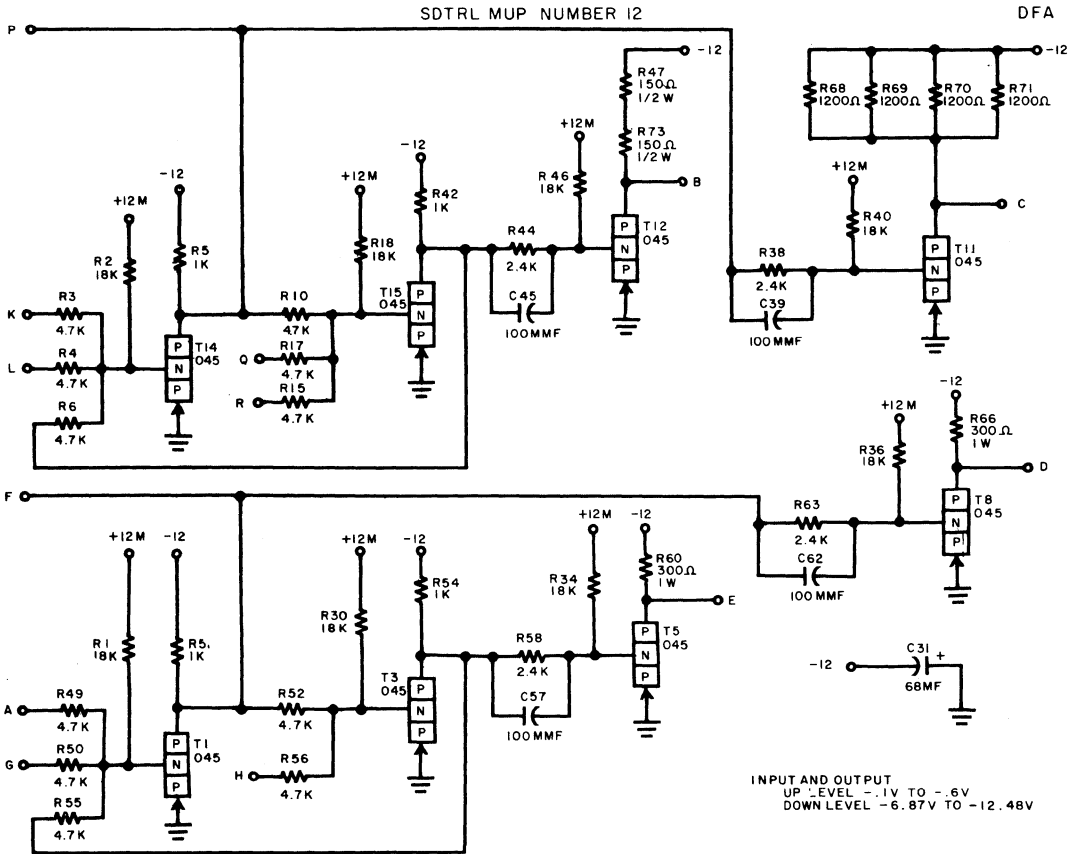 SDTRL MUP NUMBER 12
DFA
P
-12
R47
150Ω
1/2 W
R73
150Ω
1/2 W
B
-12
R68
1200Ω
R69
1200Ω
R70
1200Ω
R71
1200Ω
C
+12M
R2
18K
-12
R5
1K
+12M
R18
18K
-12
R42
1K
+12M
R46
18K
+12M
R40
18K
R3
4.7K
K
R4
4.7K
L
R6
4.7K
P
N
P
T14
045
R10
4.7K
Q
R17
4.7K
R
R15
4.7K
P
N
P
T15
045
R44
2.4K
C45
100MMF
P
N
P
T12
045
R38
2.4K
C39
100MMF
P
N
P
T11
045
F
+12M
R1
18K
-12
1K
+12M
R30
18K
-12
R54
1K
+12M
R34
18K
-12
R60
300Ω
1W
E
+12M
R36
18K
-12
R66
300Ω
1W
D
R63
2.4K
C62
100MMF
P
N
P
T8
045
A
R49
4.7K
G
R50
4.7K
R55
4.7K
P
N
P
T1
045
R52
4.7K
H
R56
4.7K
P
N
P
T3
045
R58
2.4K
C57
100MMF
P
N
P
T5
045
-12
C31
+
68MF
INPUT AND OUTPUT
UP LEVEL -.1V TO -.6V
DOWN LEVEL -6.87V TO -12.48V